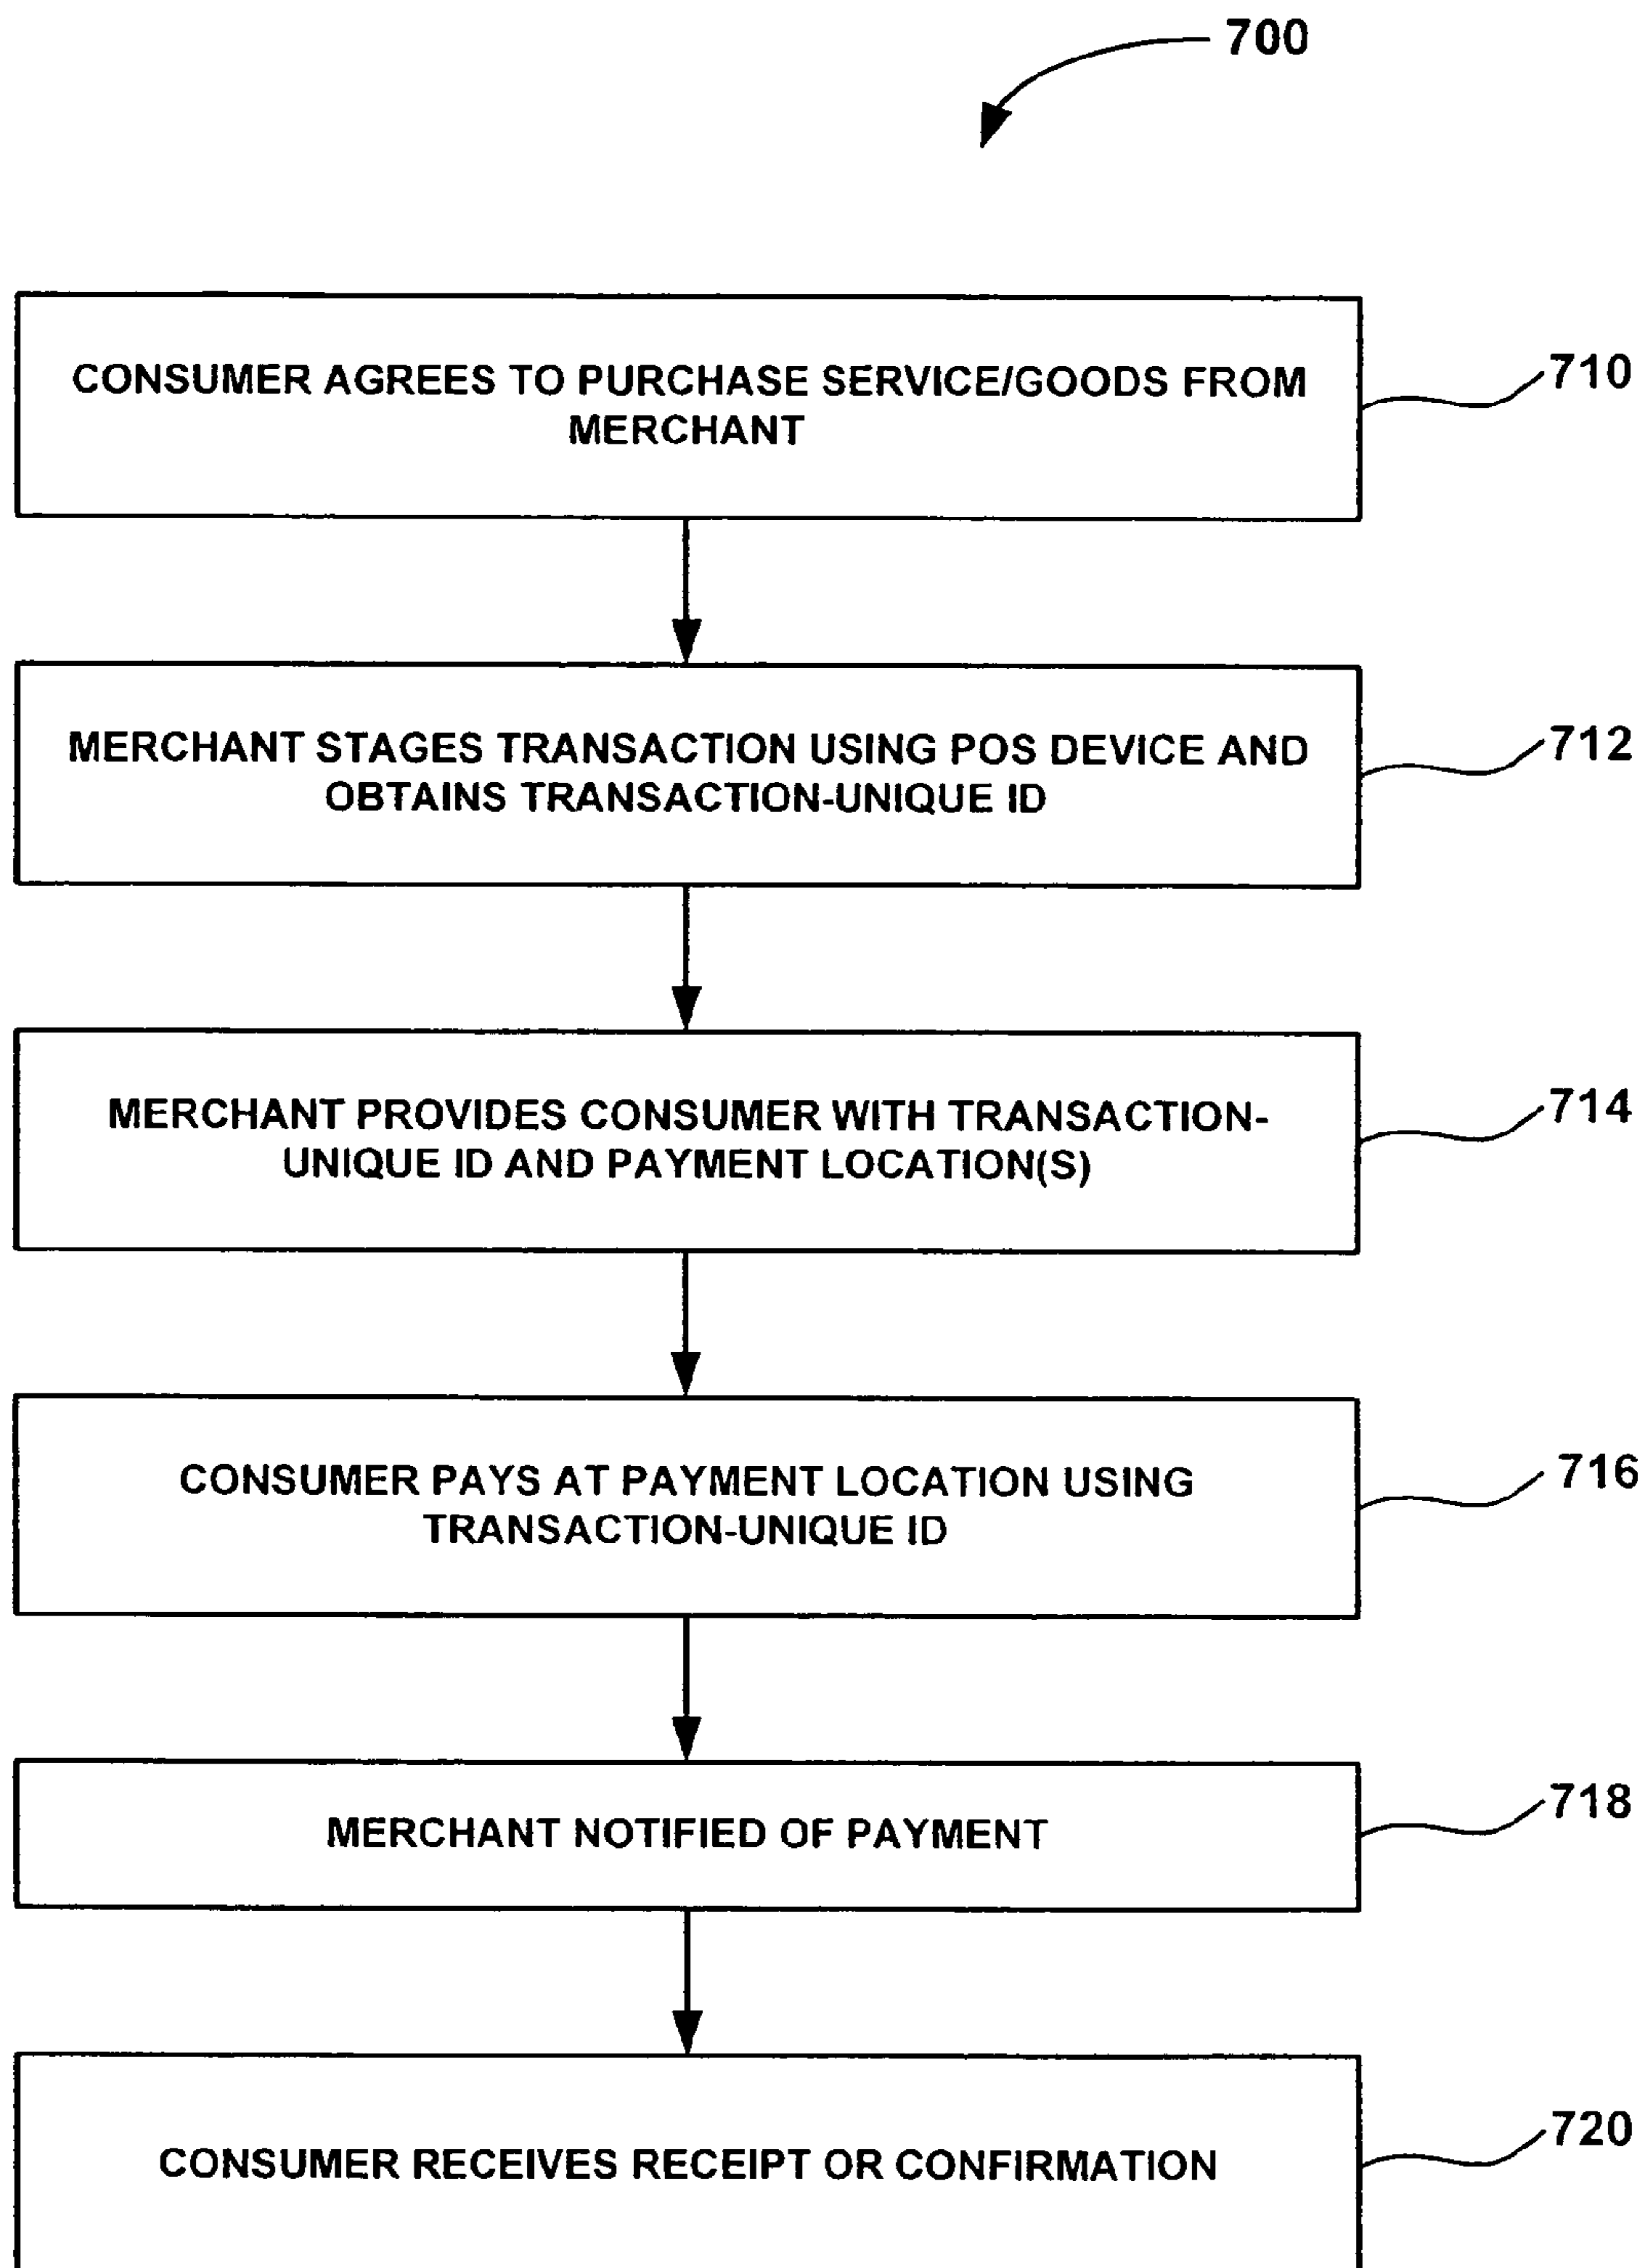 700
CONSUMER AGREES TO PURCHASE SERVICE/GOODS FROM
MERCHANT
710
MERCHANT STAGES TRANSACTION USING POS DEVICE AND
OBTAINS TRANSACTION-UNIQUE ID
712
MERCHANT PROVIDES CONSUMER WITH TRANSACTION-
UNIQUE ID AND PAYMENT LOCATION(S)
714
CONSUMER PAYS AT PAYMENT LOCATION USING
TRANSACTION-UNIQUE ID
716
MERCHANT NOTIFIED OF PAYMENT
718
CONSUMER RECEIVES RECEIPT OR CONFIRMATION
720